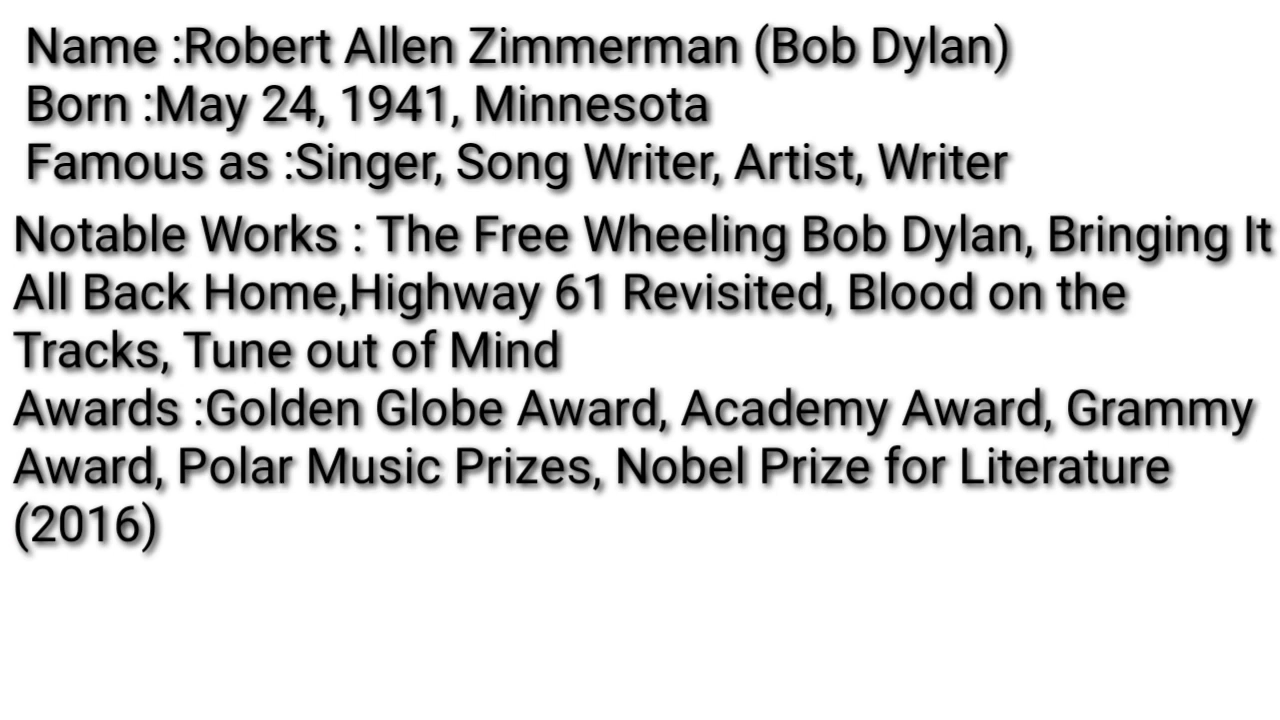 Name :Robert Allen Zimmerman (Bob Dylan)
Born :May 24, 1941, Minnesota
Famous as :Singer, Song Writer, Artist, Writer
Notable Works : The Free Wheeling Bob Dylan, Bringing It
All Back Home,Highway 61 Revisited, Blood on the
Tracks, Tune out of Mind
Awards :Golden Globe Award, Academy Award, Grammy
Award, Polar Music Prizes, Nobel Prize for Literature
(2016)